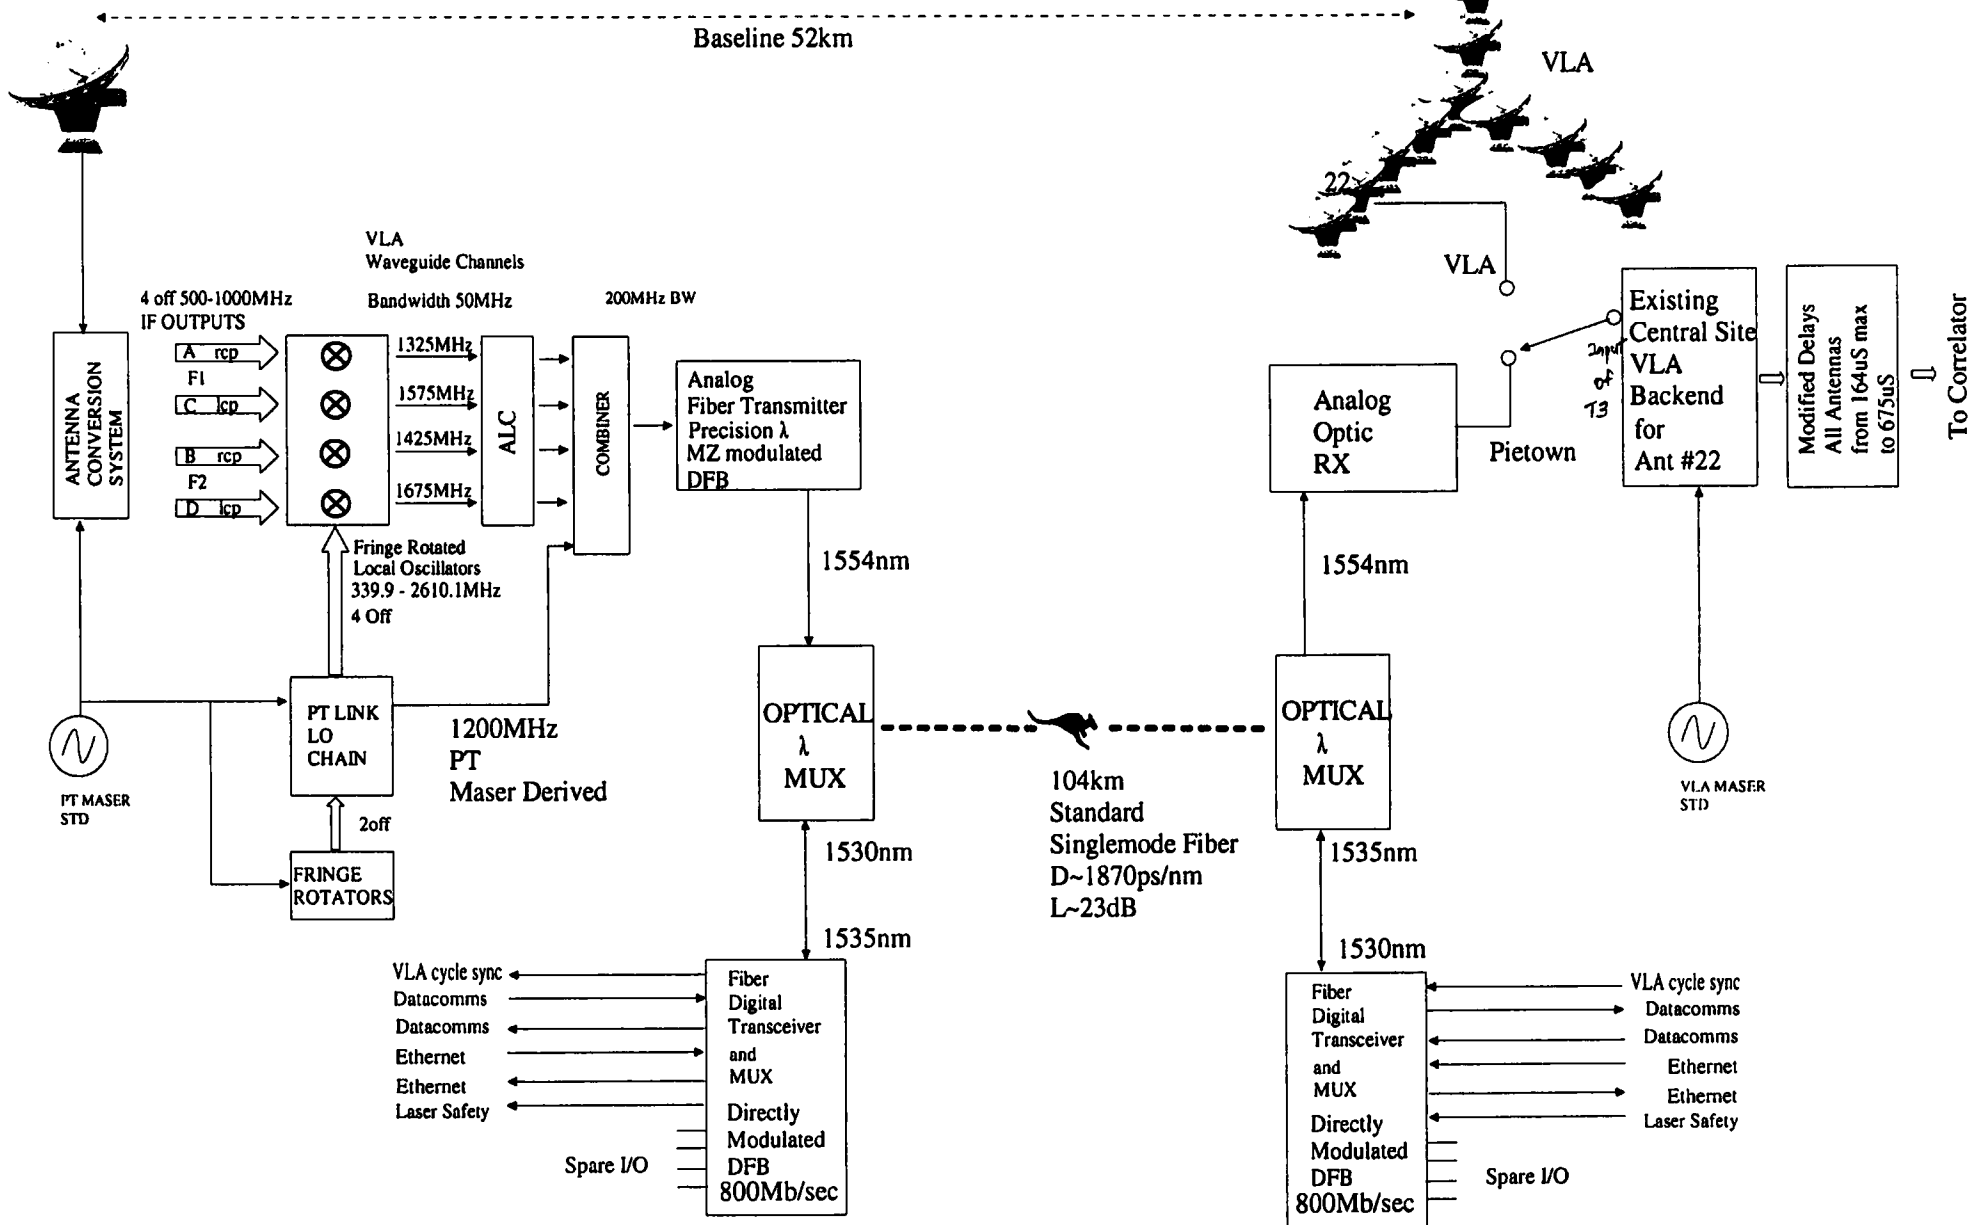 Baseline 52km
VLA
22
VLA
Waveguide Channels
Bandwidth 50MHz
200MHz BW
4 off 500-1000MHz
IF OUTPUTS
A rcp
F1
C lcp
B rcp
F2
D lcp
ANTENNA
CONVERSION
SYSTEM
1325MHz
1575MHz
1425MHz
1675MHz
ALC
COMBINER
Analog
Fiber Transmitter
Precision λ
MZ modulated
DFB
Fringe Rotated
Local Oscillators
339.9 - 2610.1MHz
4 Off
1554nm
PT LINK
LO
CHAIN
1200MHz
PT
Maser Derived
PT MASER
STD
2off
FRINGE
ROTATORS
OPTICAL
λ
MUX
1530nm
1535nm
104km
Standard
Singlemode Fiber
D~1870ps/nm
L~23dB
VLA
Pietown
Analog
Optic
RX
1554nm
Input
of
T3
Existing
Central Site
VLA
Backend
for
Ant #22
Modified Delays
All Antennas
from 164uS max
to 675uS
To Correlator
VLA MASER
STD
OPTICAL
λ
MUX
1535nm
1530nm
VLA cycle sync
Datacomms
Datacomms
Ethernet
Ethernet
Laser Safety
Spare I/O
Fiber
Digital
Transceiver
and
MUX
Directly
Modulated
DFB
800Mb/sec
Fiber
Digital
Transceiver
and
MUX
Directly
Modulated
DFB
800Mb/sec
VLA cycle sync
Datacomms
Datacomms
Ethernet
Ethernet
Laser Safety
Spare I/O